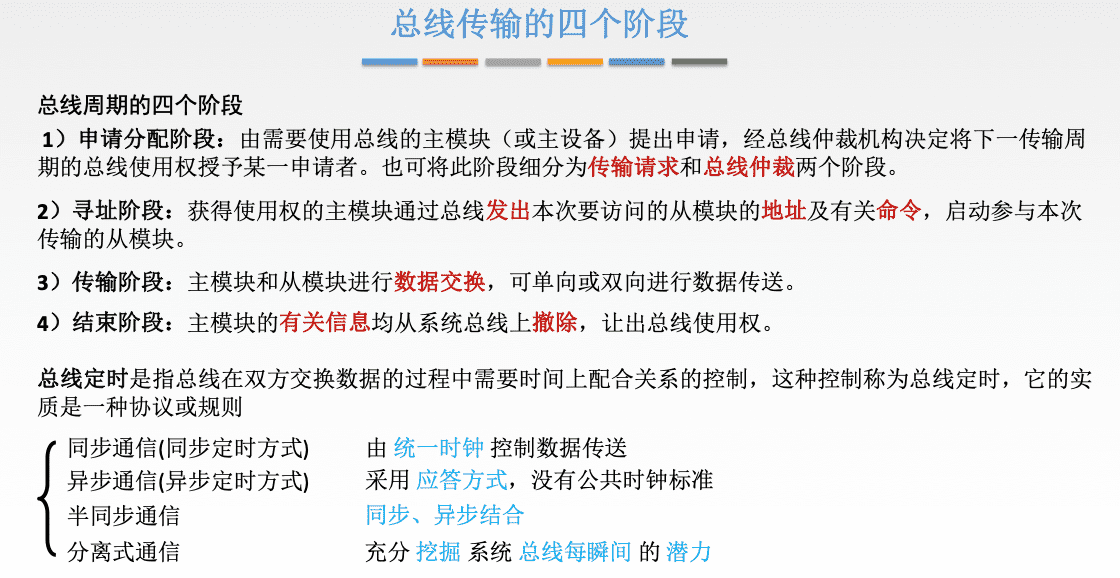 总线传输的四个阶段
总线周期的四个阶段
1）申请分配阶段：由需要使用总线的主模块（或主设备）提出申请，经总线仲裁机构决定将下一传输周
期的总线使用权授予某一申请者。也可将此阶段细分为传输请求和总线仲裁两个阶段。
2）寻址阶段：获得使用权的主模块通过总线发出本次要访问的从模块的地址及有关命令，启动参与本次
传输的从模块。
3）传输阶段：主模块和从模块进行数据交换，可单向或双向进行数据传送。
4）结束阶段：主模块的有关信息均从系统总线上撤除，让出总线使用权。
总线定时是指总线在双方交换数据的过程中需要时间上配合关系的控制，这种控制称为总线定时，它的实
质是一种协议或规则
同步通信(同步定时方式) 由 统一时钟 控制数据传送
异步通信(异步定时方式) 采用 应答方式，没有公共时钟标准
半同步通信 同步、异步结合
分离式通信 充分 挖掘 系统 总线每瞬间 的 潜力